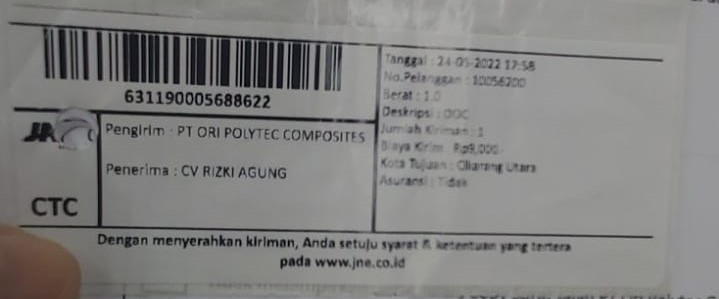 631190005688622
JNE
Pengirim : PT ORI POLYTEC COMPOSITES
Penerima : CV RIZKI AGUNG
CTC
Tanggal : 24-05-2022 17:58
No.Pelanggan : 10056200
Berat : 1.0
Deskripsi : DOC
Jumlah Kiriman : 1
Biaya Kirim : Rp9,000
Kota Tujuan : Cikarang Utara
Asuransi : Tidak
Dengan menyerahkan kiriman, Anda setuju syarat & ketentuan yang tertera
pada www.jne.co.id